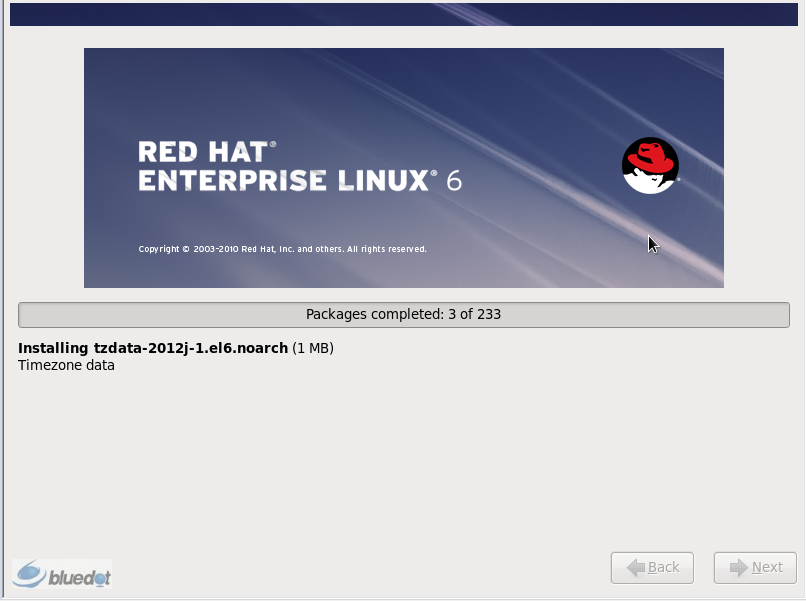 RED HAT®
ENTERPRISE LINUX® 6
Copyright © 2003-2010 Red Hat, Inc. and others. All rights reserved.
Packages completed: 3 of 233
Installing tzdata-2012j-1.el6.noarch (1 MB)
Timezone data
bluedot
Back
Next